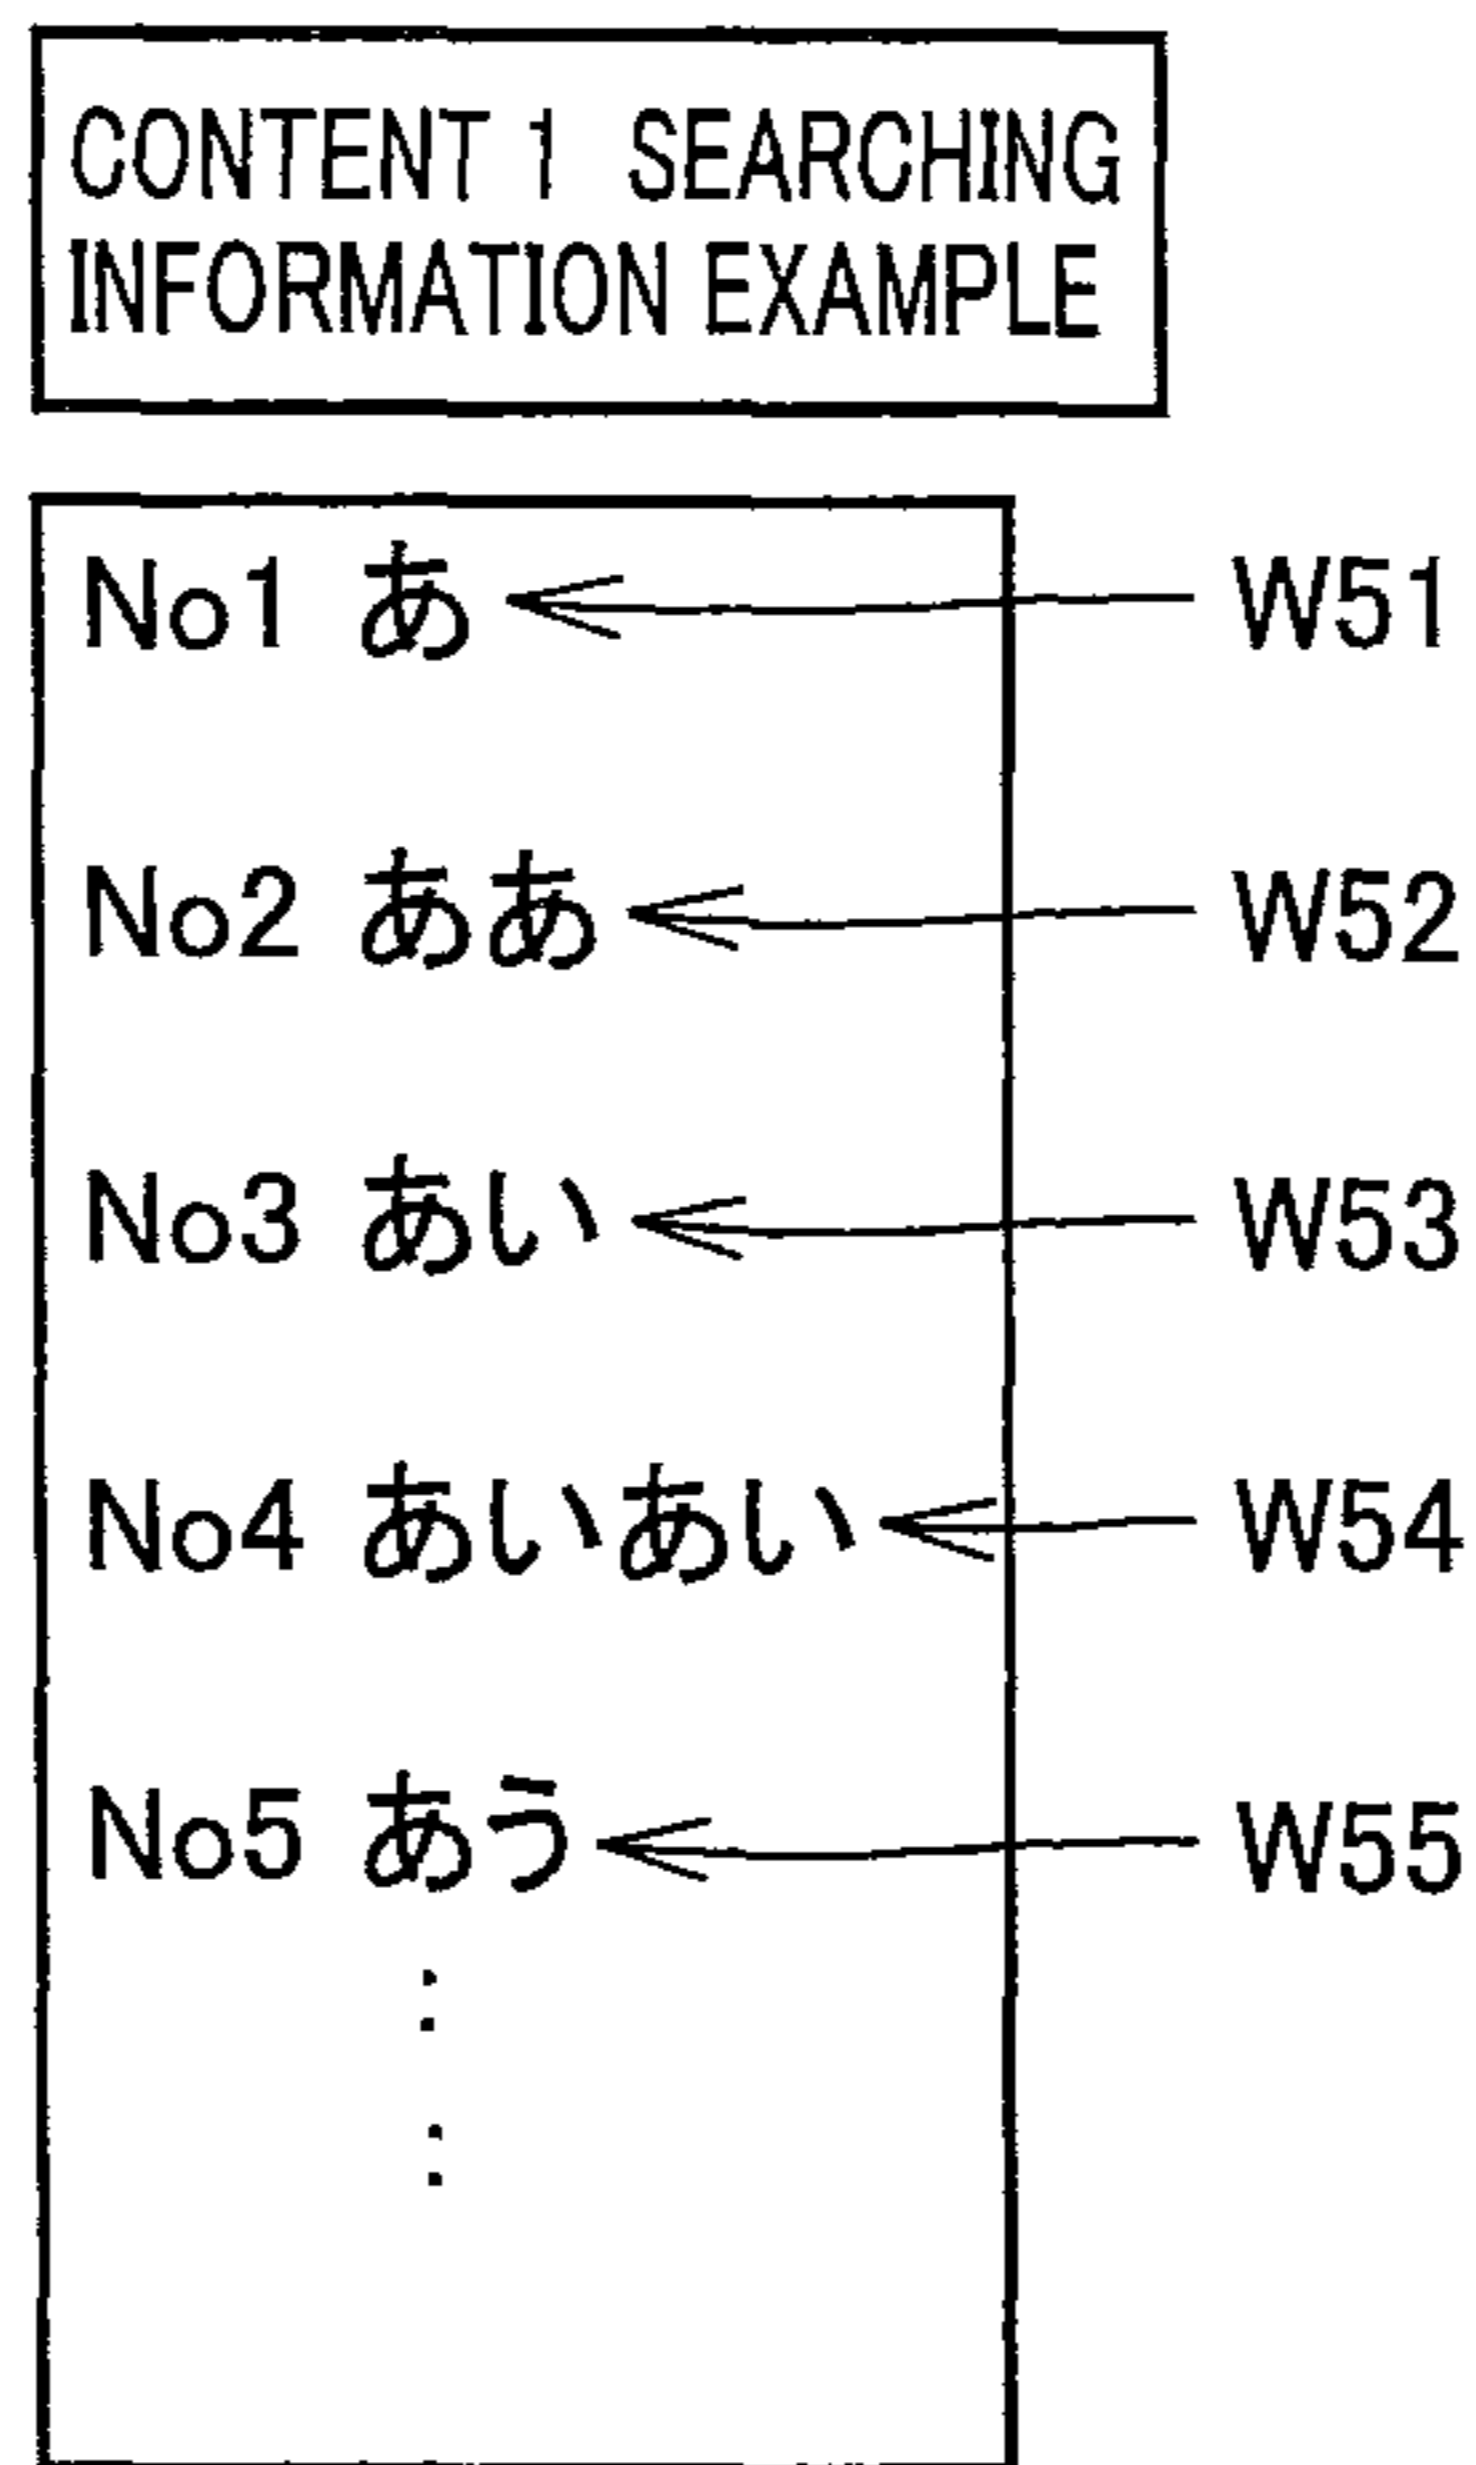 CONTENT 1 SEARCHING
INFORMATION EXAMPLE
No1 あ W51
No2 ああ W52
No3 あい W53
No4 あいあい W54
No5 あう W55